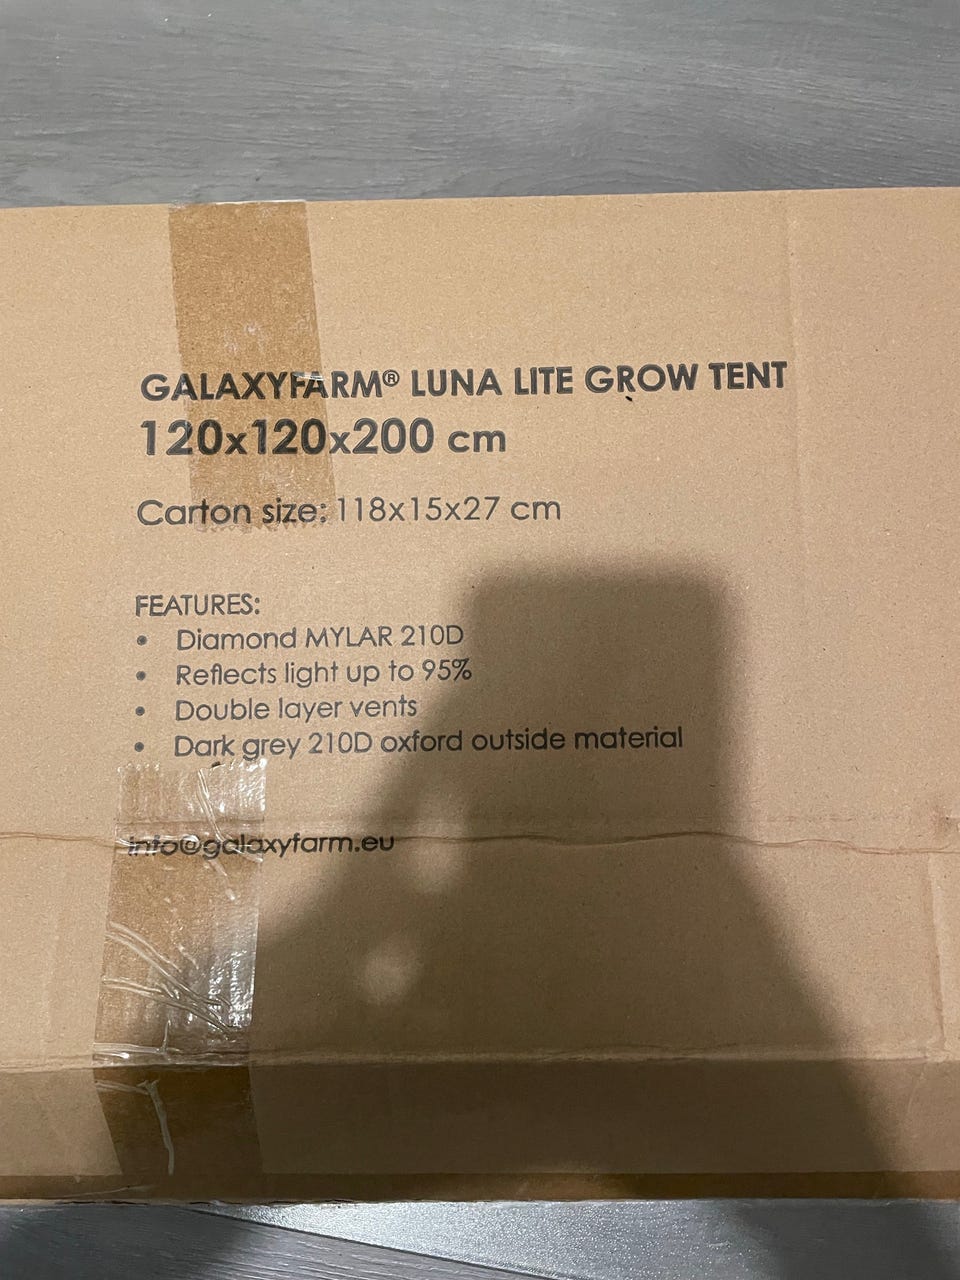 GALAXYFARM® LUNA LITE GROW TENT
120x120x200 cm
Carton size: 118x15x27 cm
FEATURES:
• Diamond MYLAR 210D
• Reflects light up to 95%
• Double layer vents
• Dark grey 210D oxford outside material
info@galaxyfarm.eu